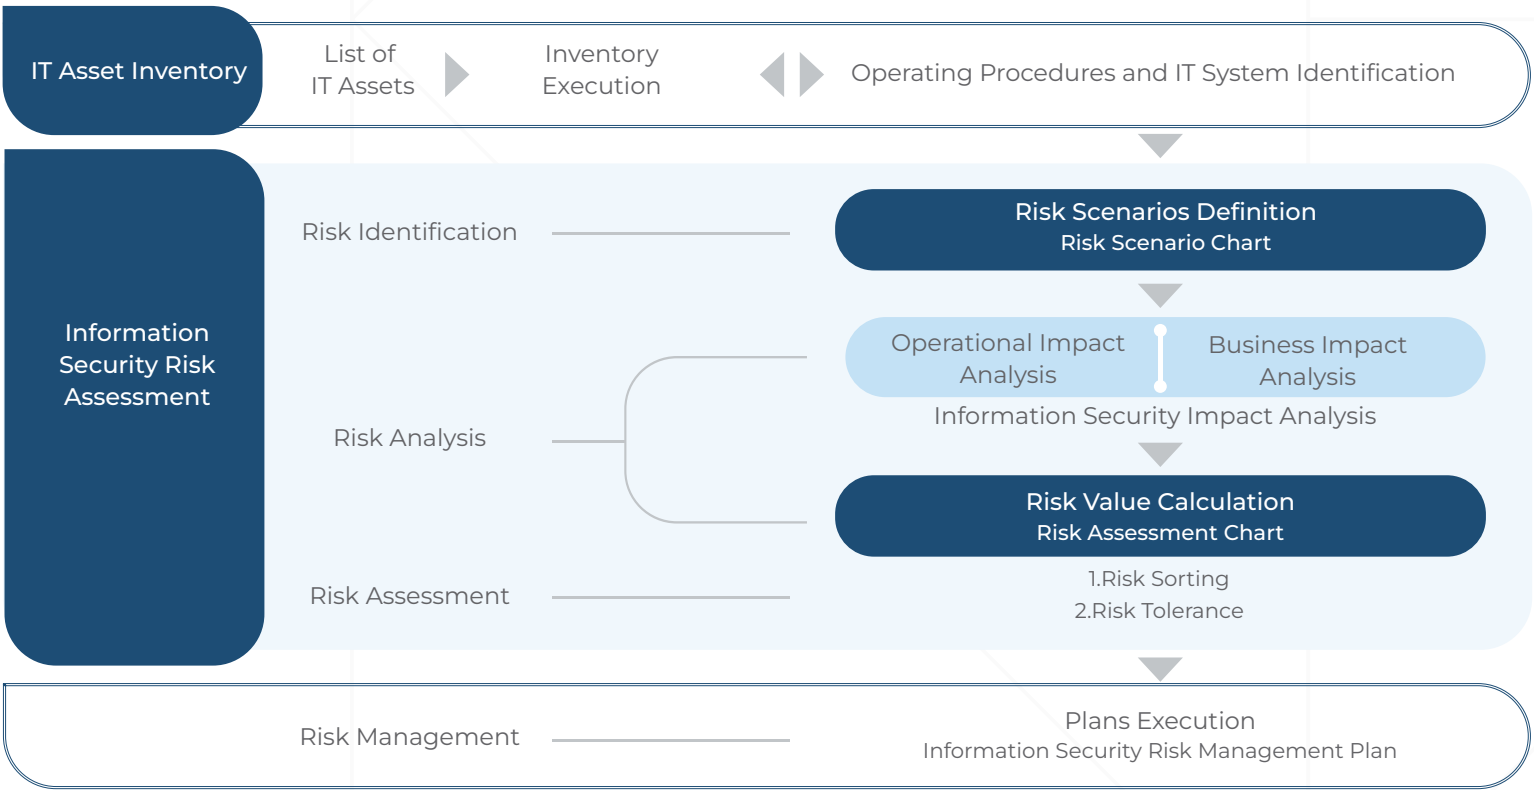 IT Asset Inventory
List of
IT Assets
Inventory
Execution
Operating Procedures and IT System Identification
Information
Security Risk
Assessment
Risk Identification
Risk Scenarios Definition
Risk Scenario Chart
Risk Analysis
Operational Impact
Analysis
Business Impact
Analysis
Information Security Impact Analysis
Risk Value Calculation
Risk Assessment Chart
Risk Assessment
1.Risk Sorting
2.Risk Tolerance
Risk Management
Plans Execution
Information Security Risk Management Plan